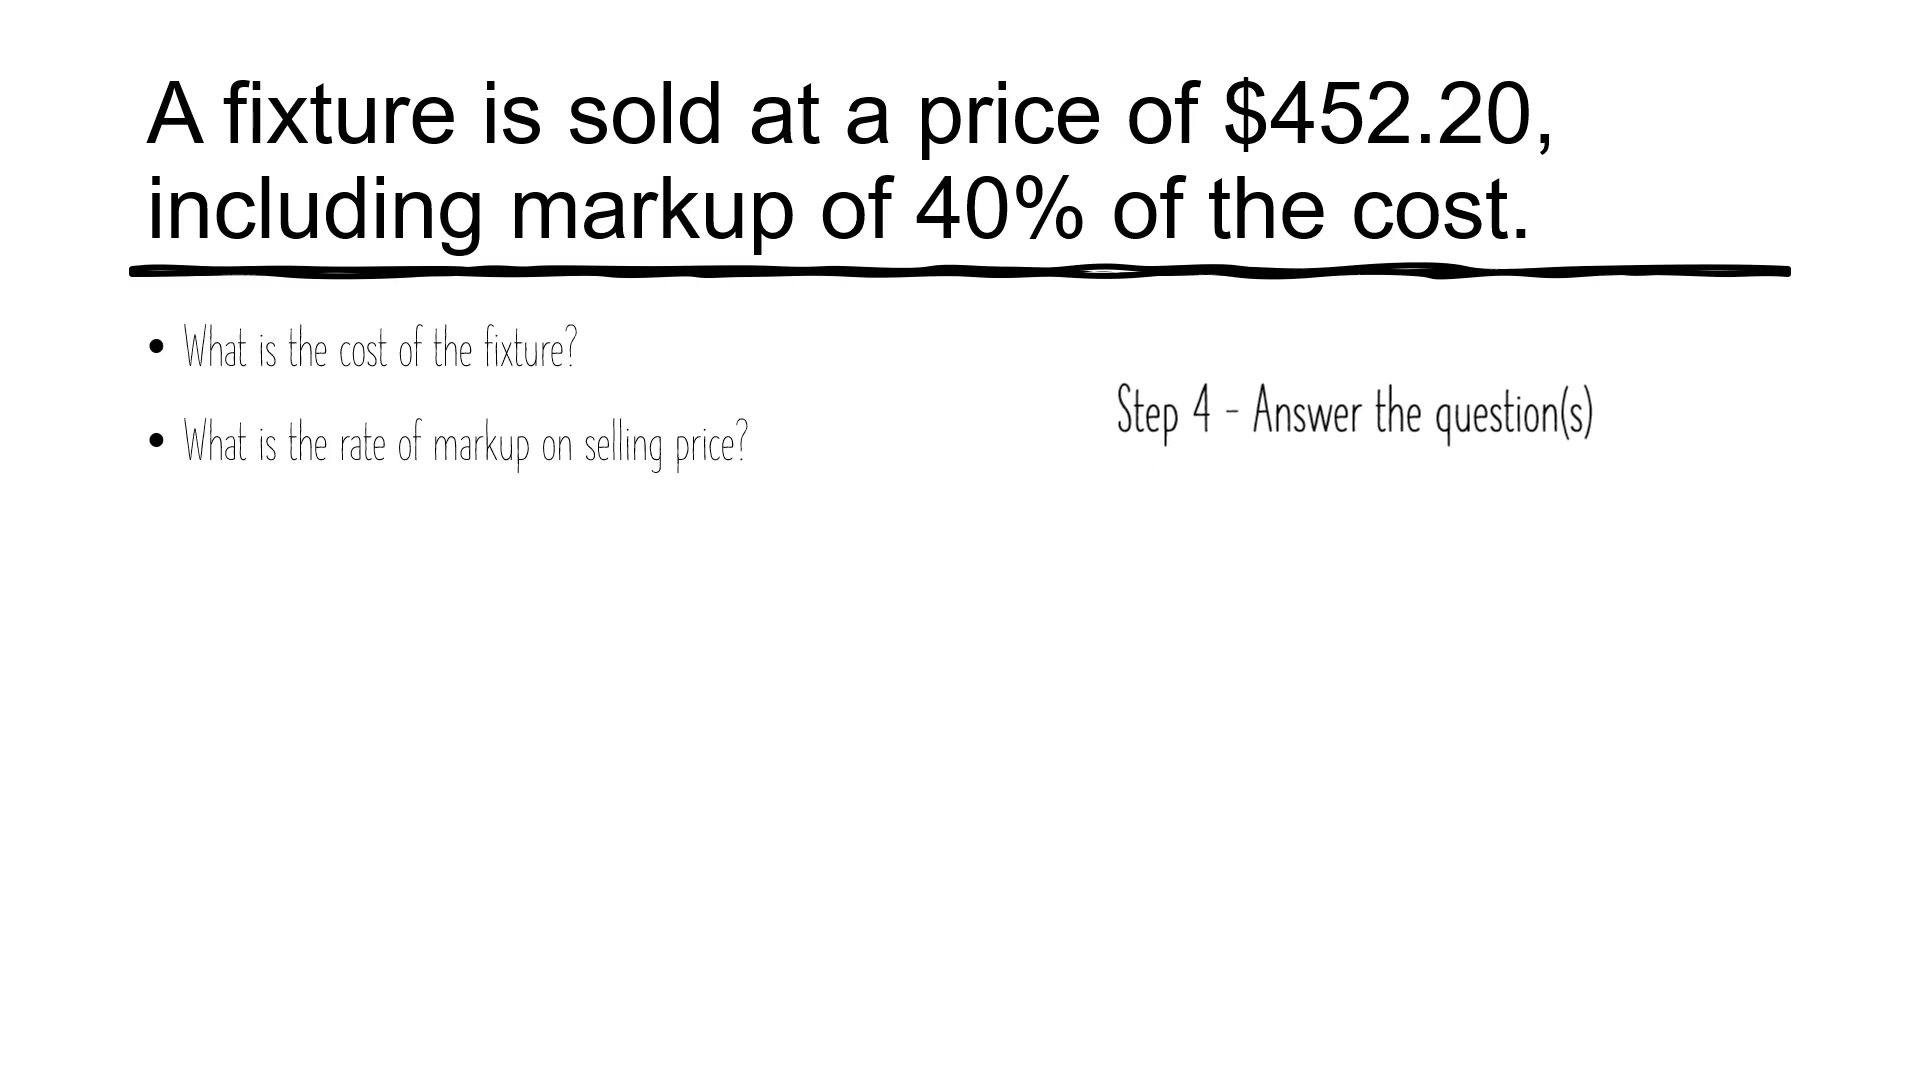 A fixture is sold at a price of $452.20,
including markup of 40% of the cost.
• What is the cost of the fixture?
• What is the rate of markup on selling price?
Step 4 - Answer the question(s)